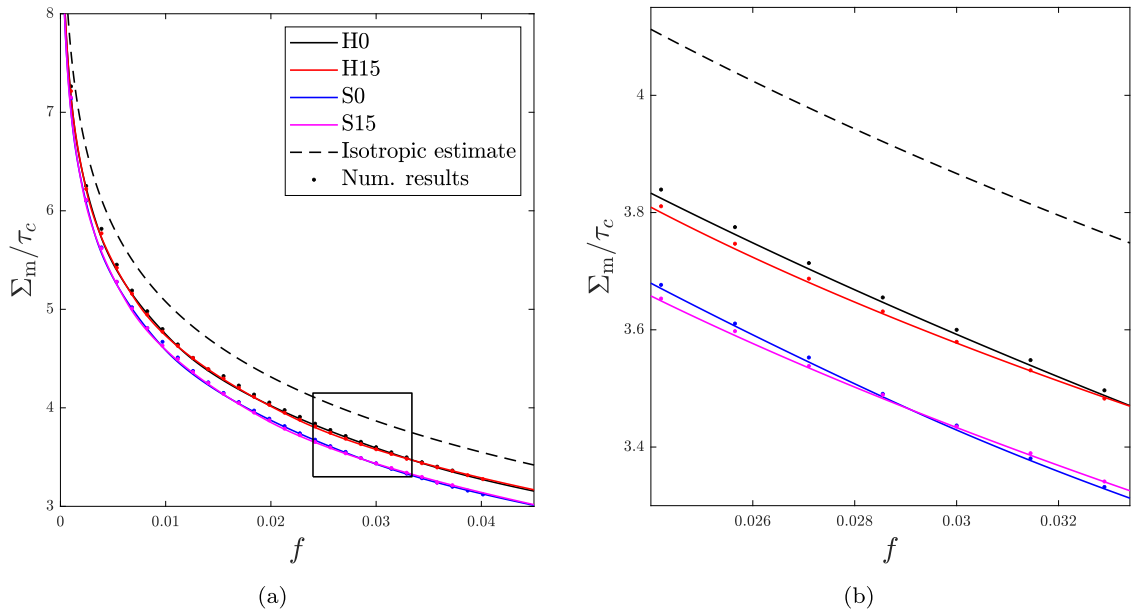 8
7
6
5
4
3
Σm/τc
0
0.01
0.02
0.03
0.04
f
H0
H15
S0
S15
Isotropic estimate
Num. results
(a)
4
3.8
3.6
3.4
Σm/τc
0.026
0.028
0.03
0.032
f
(b)